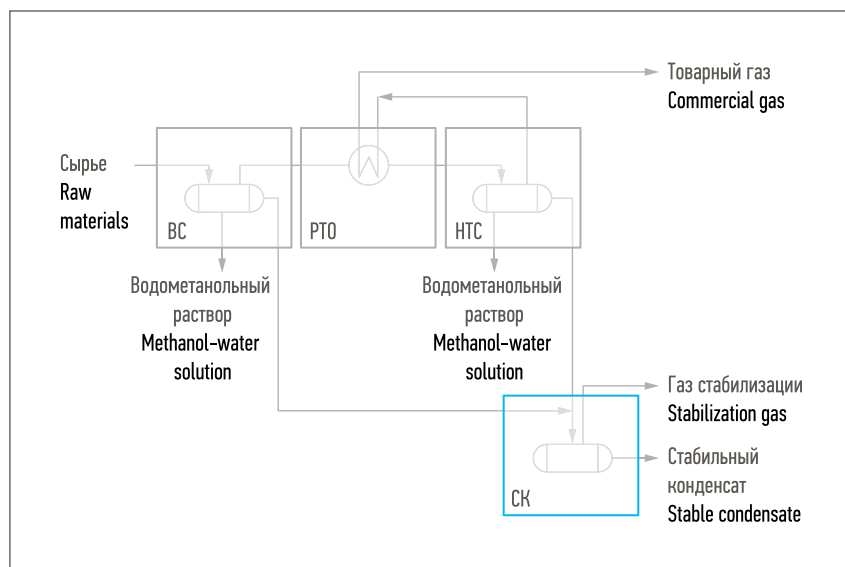 Товарный газ
Commercial gas
Сырье
Raw
materials
ВС
РТО
НТС
Водометанольный
раствор
Methanol-water
solution
Водометанольный
раствор
Methanol-water
solution
Газ стабилизации
Stabilization gas
Стабильный
конденсат
Stable condensate
СК